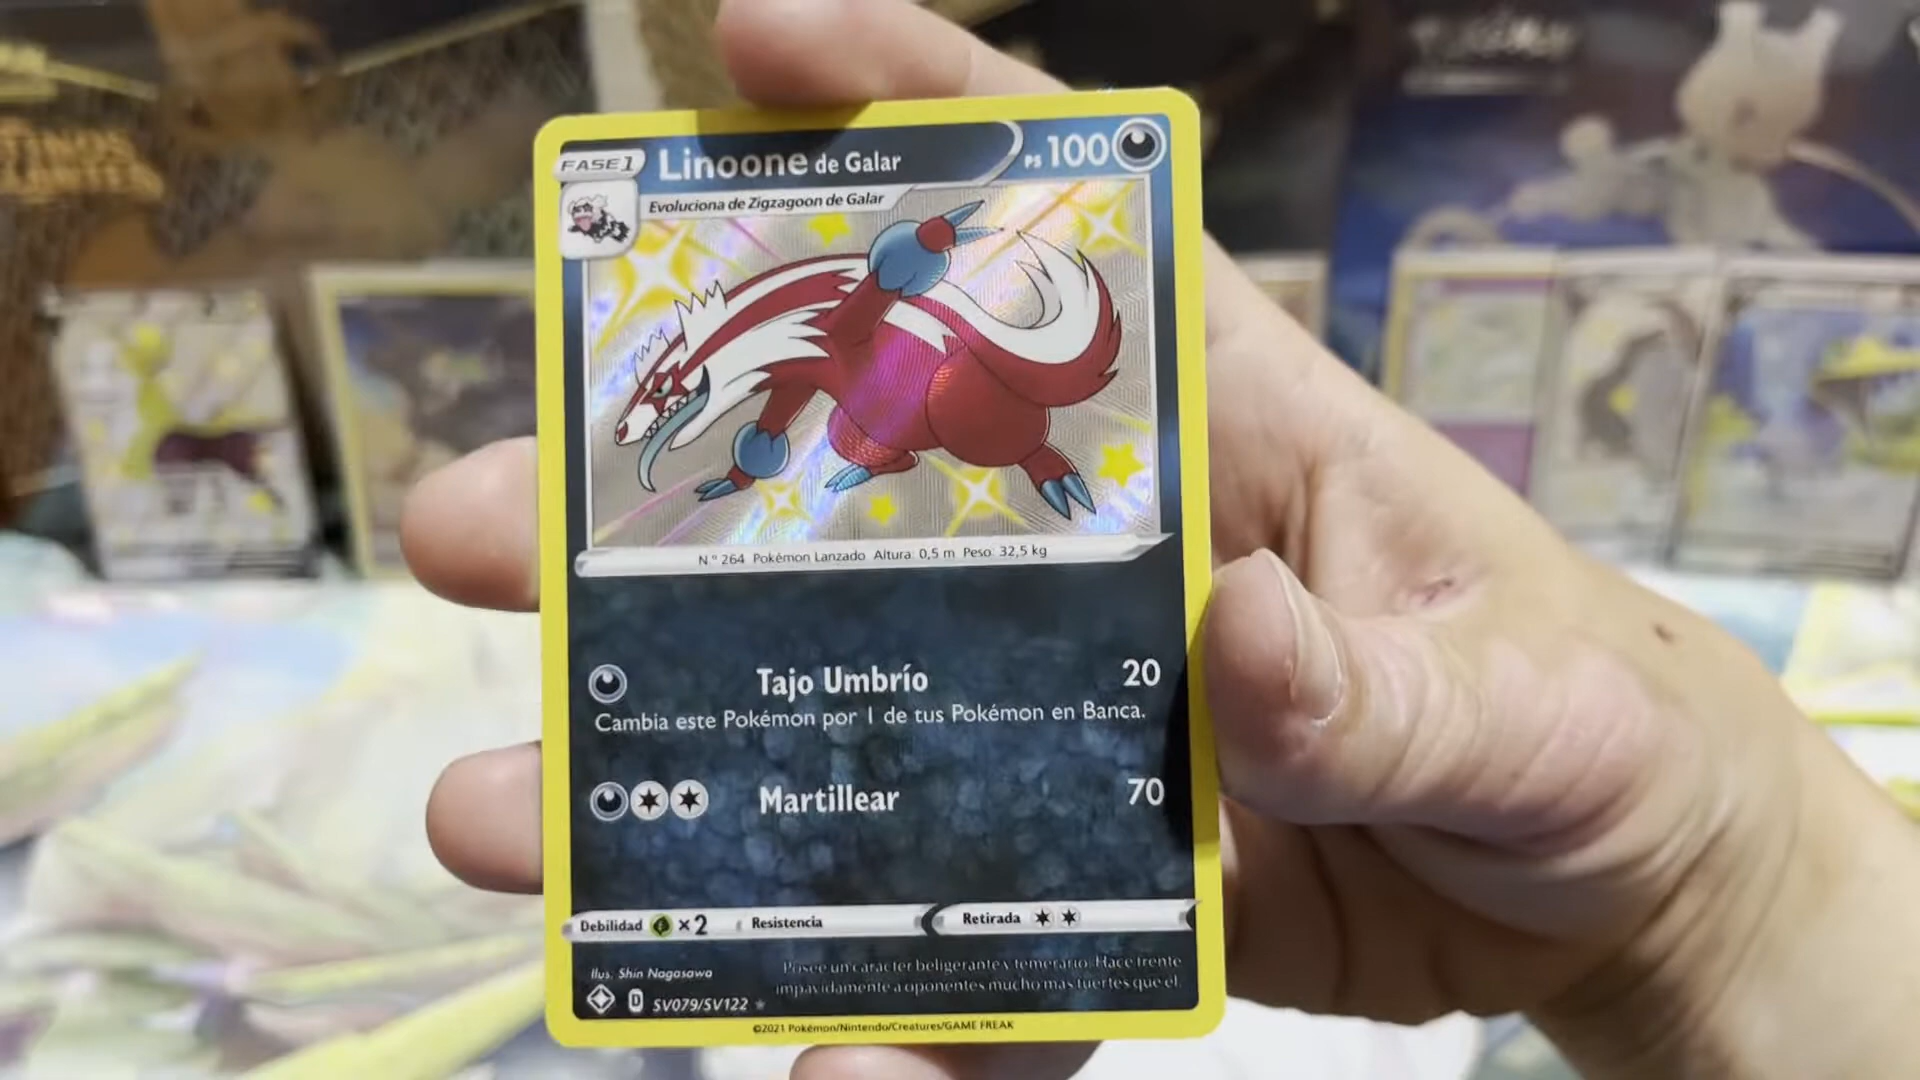 FASE 1
Linoone de Galar
PS 100
Evoluciona de Zigzagoon de Galar
N.º 264 Pokémon Lanzado Altura: 0,5 m Peso: 32,5 kg
Tajo Umbrío 20
Cambia este Pokémon por 1 de tus Pokémon en Banca.
Martillear 70
Debilidad ×2 Resistencia Retirada
Ilus. Shin Nagasawa
Posee un carácter beligerante y temerario. Hace frente
impávidamente a oponentes mucho más fuertes que él.
D SV079/SV122
©2021 Pokémon/Nintendo/Creatures/GAME FREAK